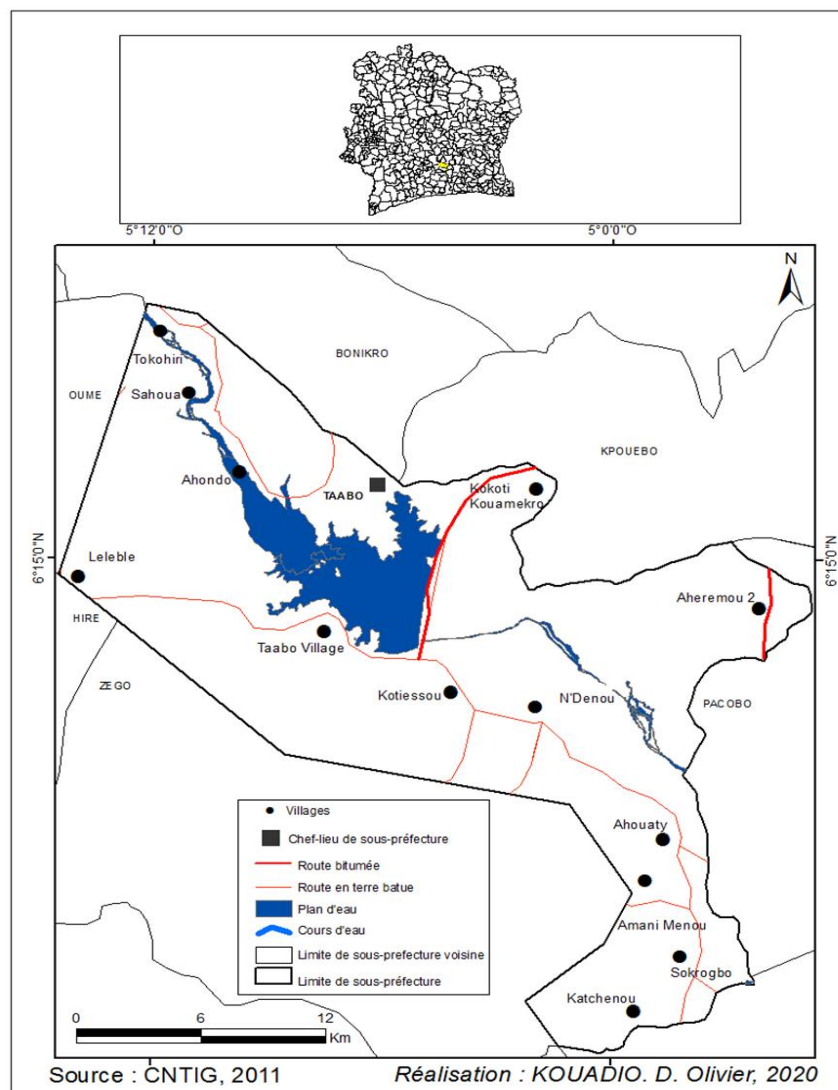 5°12'0"O
5°0'0"O
N
BONIKRO
Tokohiri
OUME
Sahoua
KPOUEBO
Ahondo
TAABO
Kokoti
Kouamekro
6°15'0"N
6°15'0"N
Leleble
Aheremou 2
HIRE
Taabo Village
ZEGO
Kotiessou
N'Denou
PACOBO
Villages
Chef-lieu de sous-préfecture
Route bitumée
Route en terre batue
Plan d'eau
Cours d'eau
Limite de sous-prefecture voisine
Limite de sous-préfecture
Ahouaty
Amani Menou
Sokrogbo
Katchenou
0 6 12
Km
Source : CNTIG, 2011
Réalisation : KOUADIO. D. Olivier, 2020